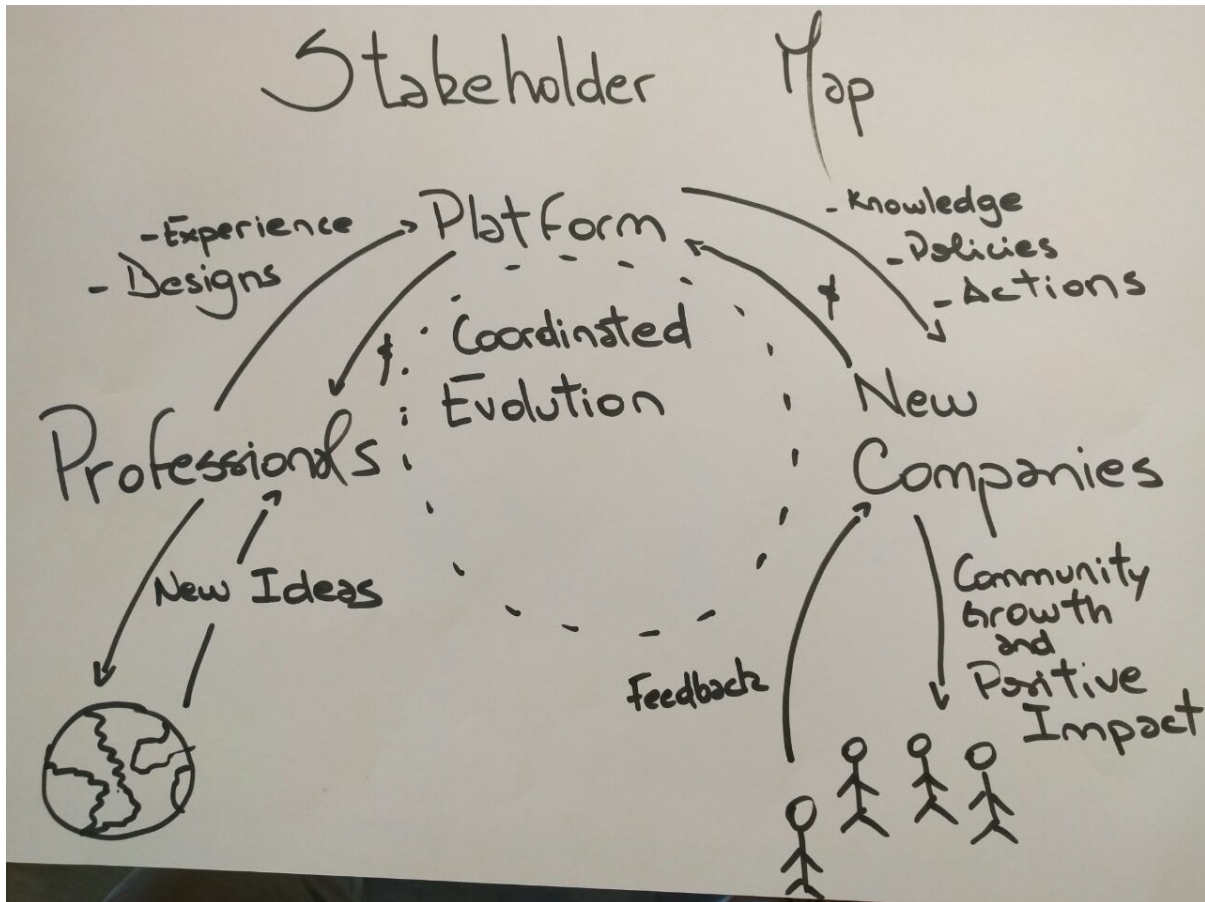 Stakeholder Map
Platform
- Experience
- Designs
- Knowledge
- Policies
- Actions
$
$
Coordinated
Evolution
Professionals
New
Companies
New Ideas
Feedback
Community
Growth
and
Positive
Impact